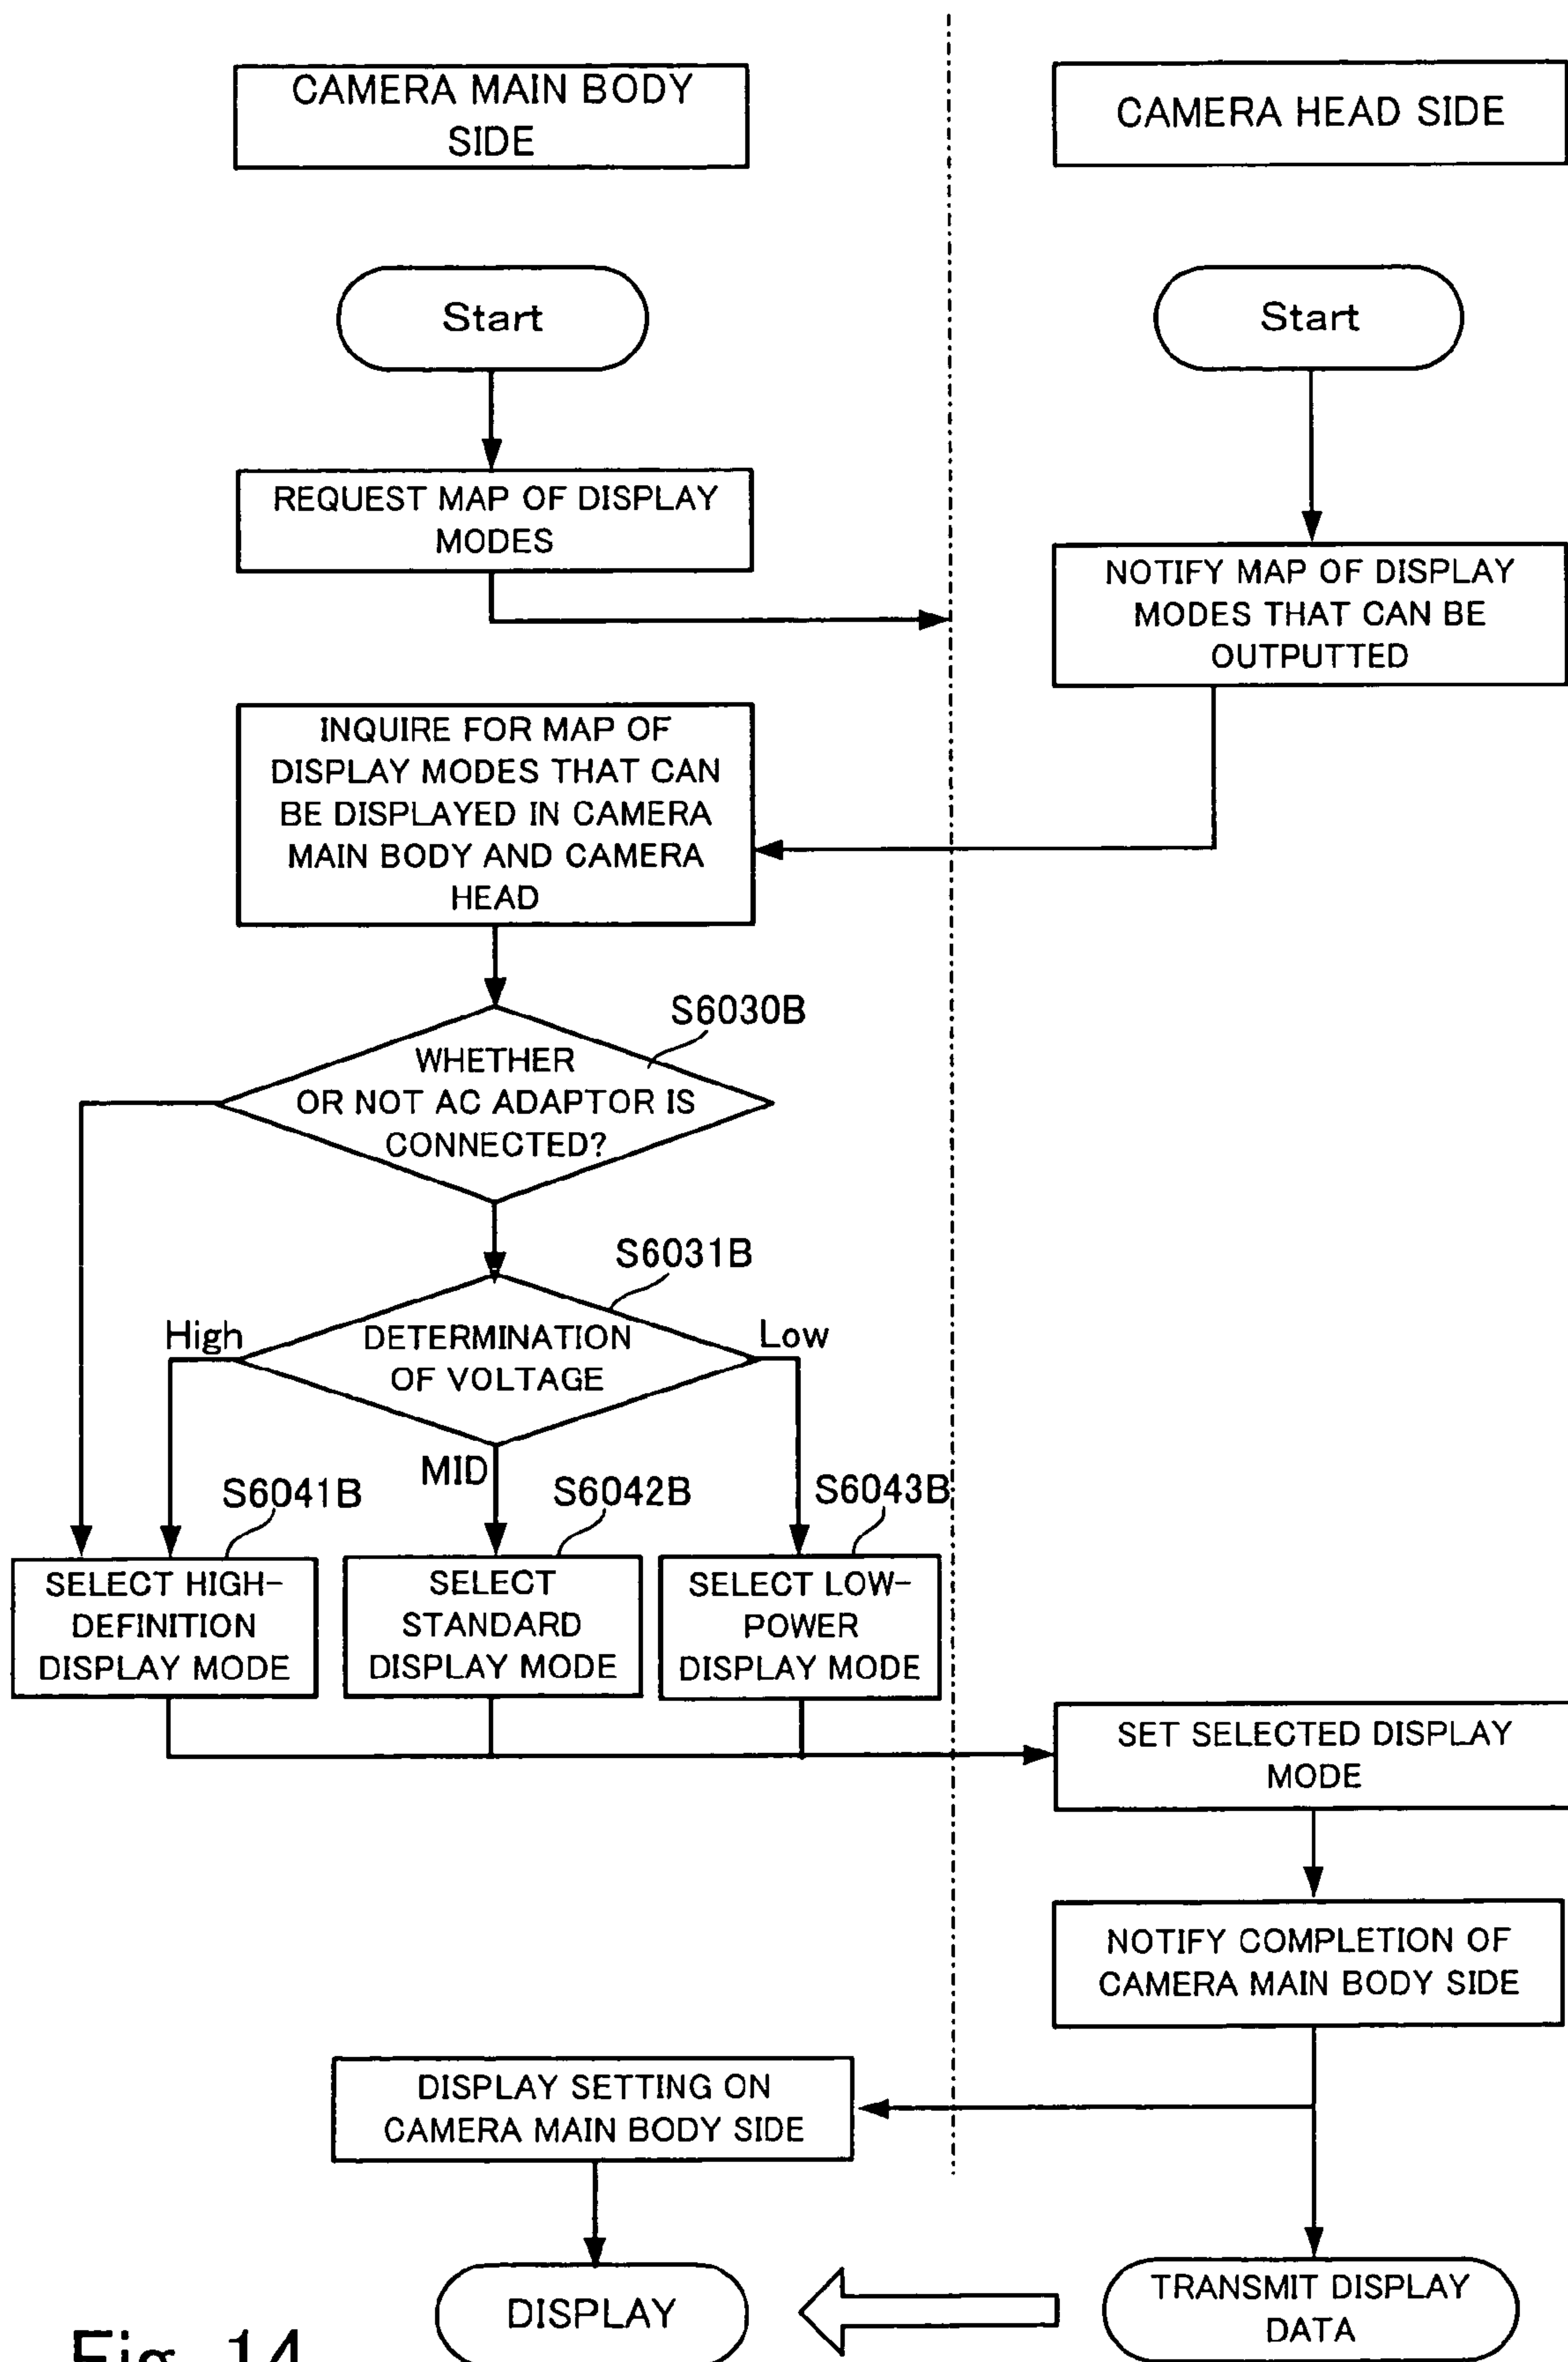 CAMERA MAIN BODY
SIDE
CAMERA HEAD SIDE
Start
Start
REQUEST MAP OF DISPLAY
MODES
NOTIFY MAP OF DISPLAY
MODES THAT CAN BE
OUTPUTTED
INQUIRE FOR MAP OF
DISPLAY MODES THAT CAN
BE DISPLAYED IN CAMERA
MAIN BODY AND CAMERA
HEAD
S6030B
WHETHER
OR NOT AC ADAPTOR IS
CONNECTED?
S6031B
High
DETERMINATION
OF VOLTAGE
Low
MID
S6041B
S6042B
S6043B
SELECT HIGH-
DEFINITION
DISPLAY MODE
SELECT
STANDARD
DISPLAY MODE
SELECT LOW-
POWER
DISPLAY MODE
SET SELECTED DISPLAY
MODE
NOTIFY COMPLETION OF
CAMERA MAIN BODY SIDE
DISPLAY SETTING ON
CAMERA MAIN BODY SIDE
DISPLAY
TRANSMIT DISPLAY
DATA
Fig. 14